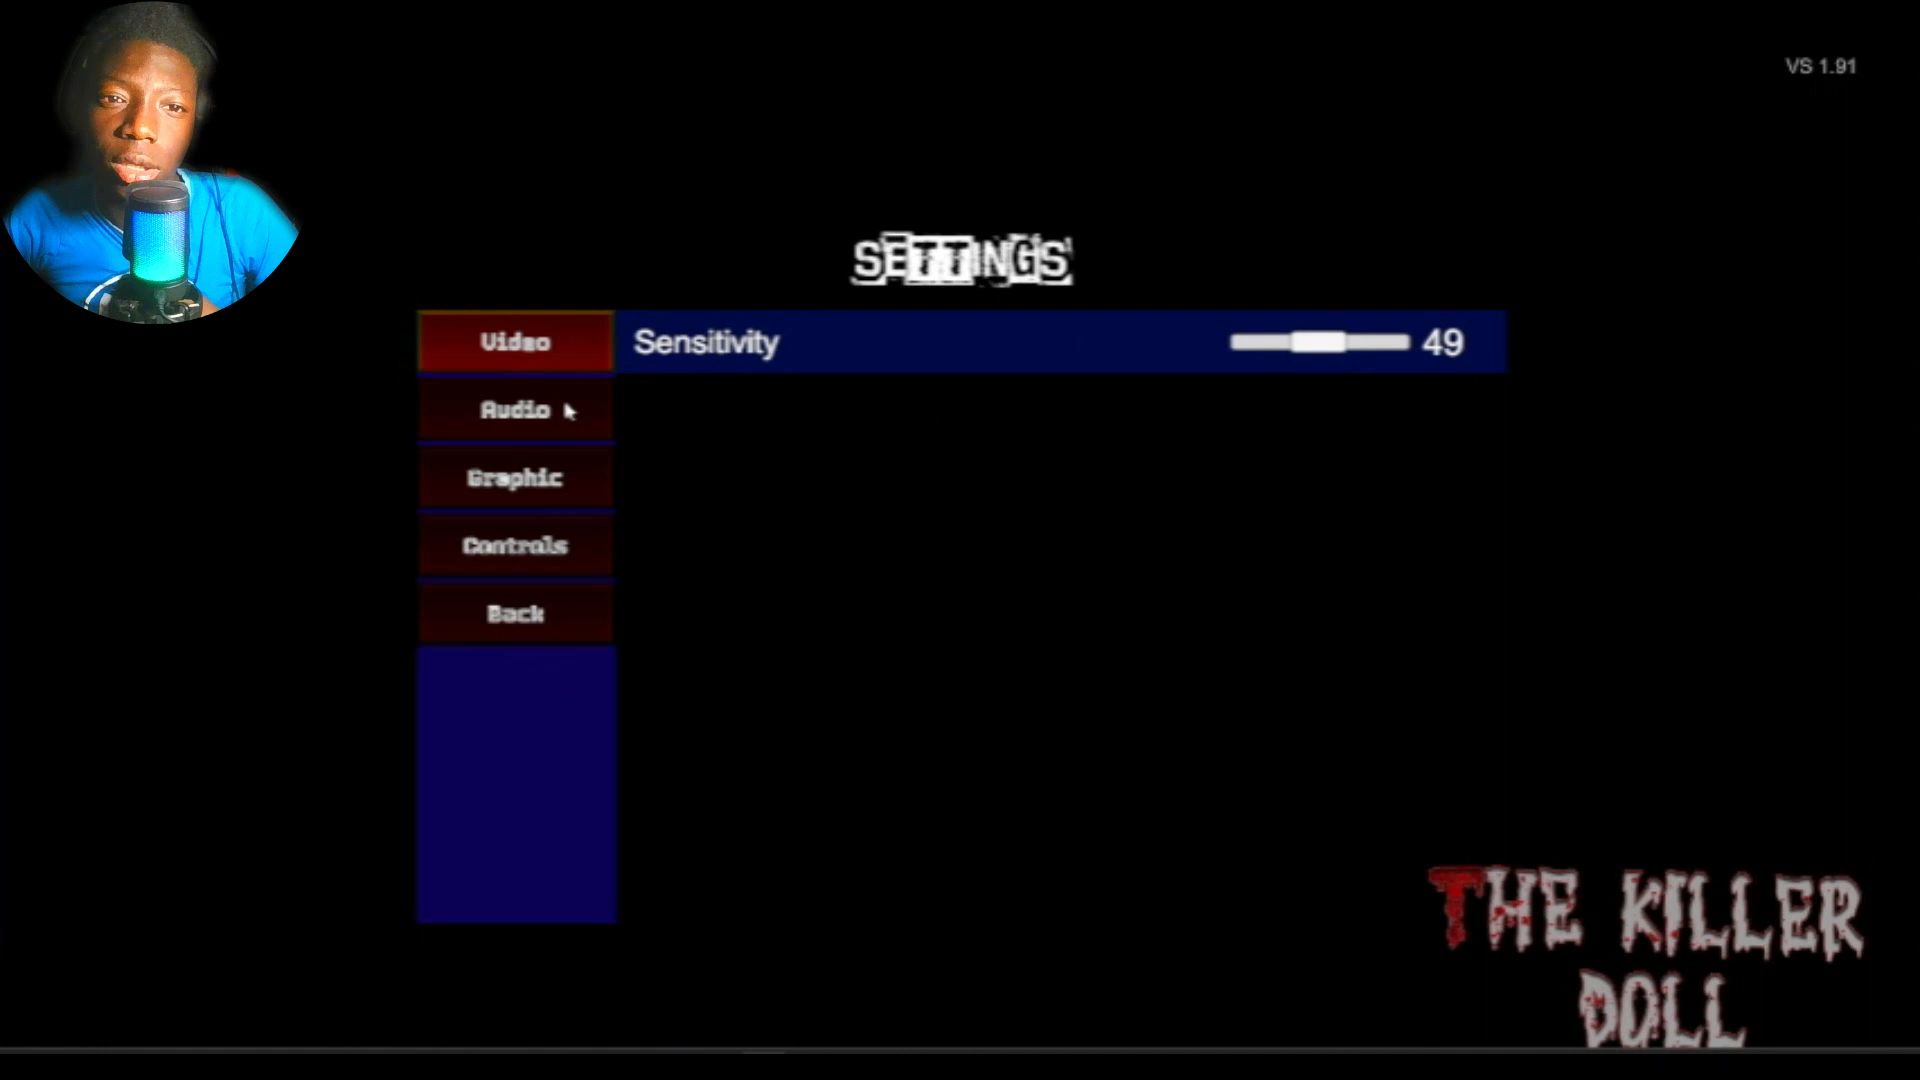 VS 1.91
SETTINGS
Video
Sensitivity
49
Audio
Graphic
Controls
Back
THE KILLER
DOLL